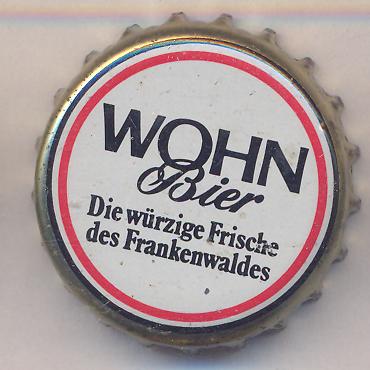 WOHN
Bier
Die würzige Frische
des Frankenwaldes